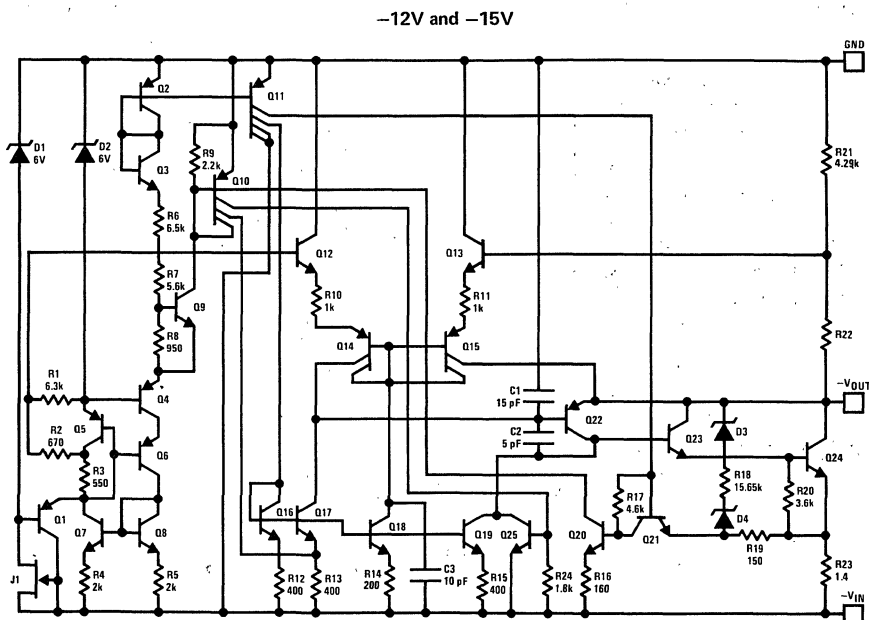 −12V and −15V
GND
Q2
Q11
D1
6V
D2
6V
Q3
R9
2.2k
Q10
R21
4.29k
R6
6.5k
Q12
Q13
R7
5.6k
Q9
R10
1k
R11
1k
R8
950
Q14
Q15
R22
R1
6.3k
Q4
C1
15 pF
−VOUT
Q5
Q22
R2
670
C2
5 pF
Q23
D3
Q6
Q24
R3
550
R18
15.65k
Q1
R17
4.6k
R20
3.6k
Q7
Q8
Q16
Q17
Q18
Q19
Q25
Q20
Q21
D4
R19
150
J1
R4
2k
R5
2k
R12
400
R13
400
R14
200
C3
10 pF
R15
400
R24
1.8k
R16
160
R23
1.4
−VIN